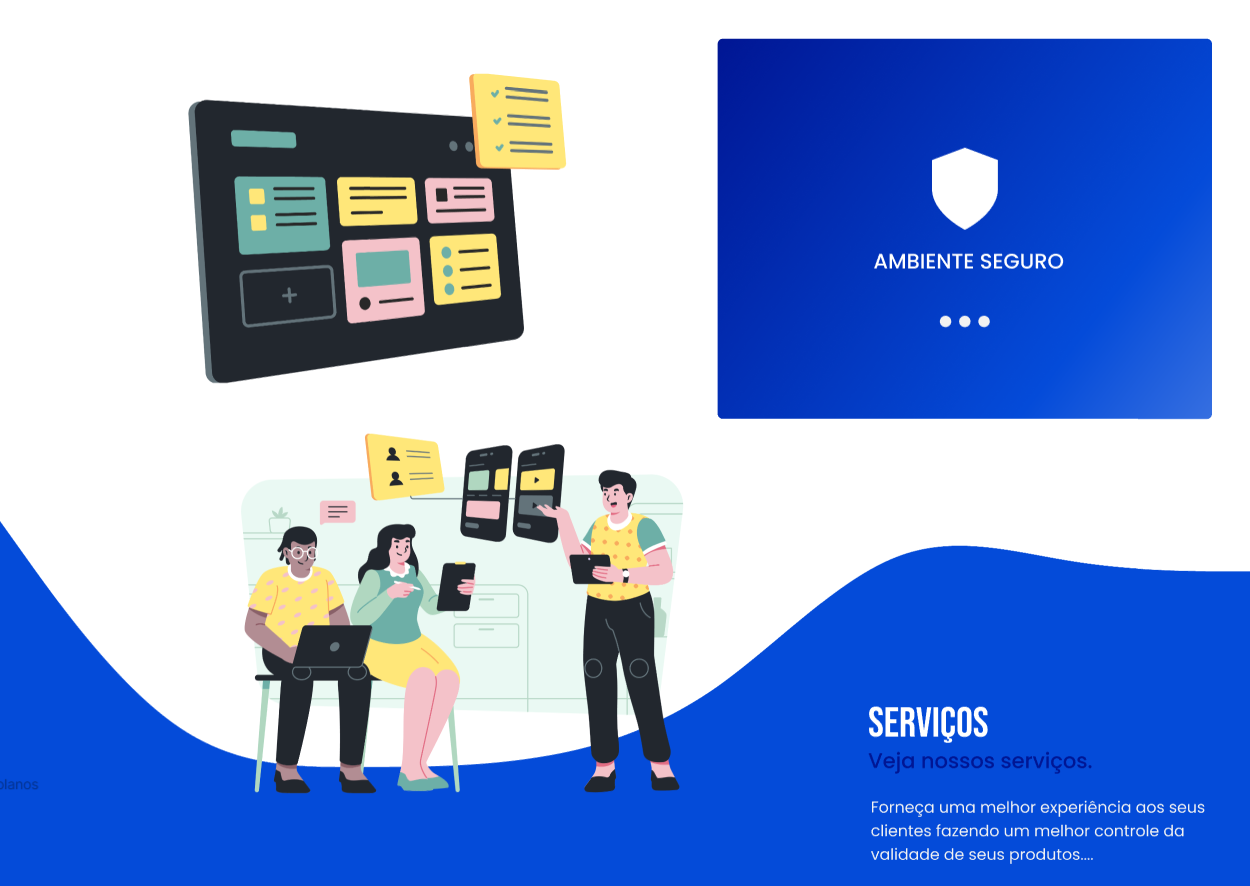 AMBIENTE SEGURO
SERVIÇOS
Veja nossos serviços.
planos
Forneça uma melhor experiência aos seus
clientes fazendo um melhor controle da
validade de seus produtos....